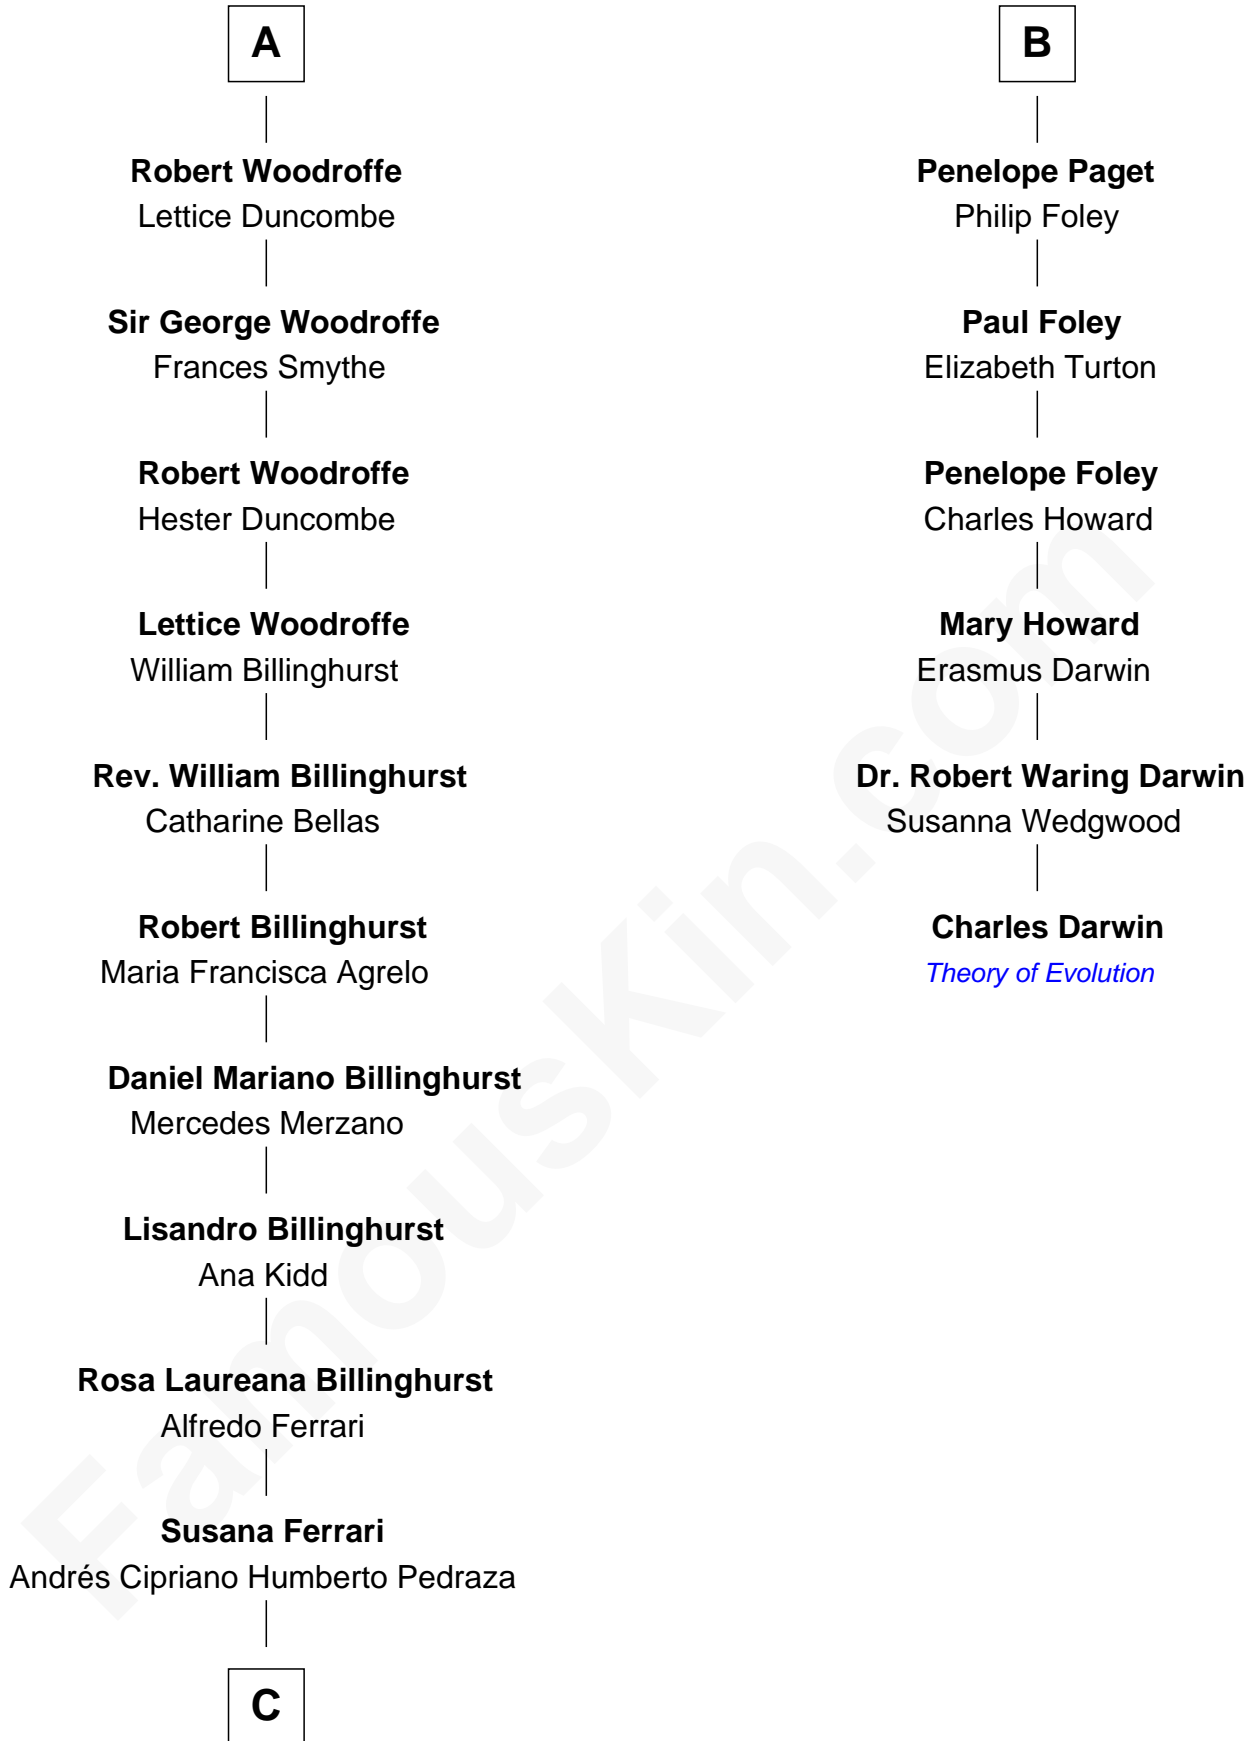 A
Robert Woodroffe
Lettice Duncombe
Sir George Woodroffe
Frances Smythe
Robert Woodroffe
Hester Duncombe
Lettice Woodroffe
William Billinghurst
Rev. William Billinghurst
Catharine Bellas
Robert Billinghurst
Maria Francisca Agrelo
Daniel Mariano Billinghurst
Mercedes Merzano
Lisandro Billinghurst
Ana Kidd
Rosa Laureana Billinghurst
Alfredo Ferrari
Susana Ferrari
Andrés Cipriano Humberto Pedraza
C
B
Penelope Paget
Philip Foley
Paul Foley
Elizabeth Turton
Penelope Foley
Charles Howard
Mary Howard
Erasmus Darwin
Dr. Robert Waring Darwin
Susanna Wedgwood
Charles Darwin
Theory of Evolution
FamousKin.com